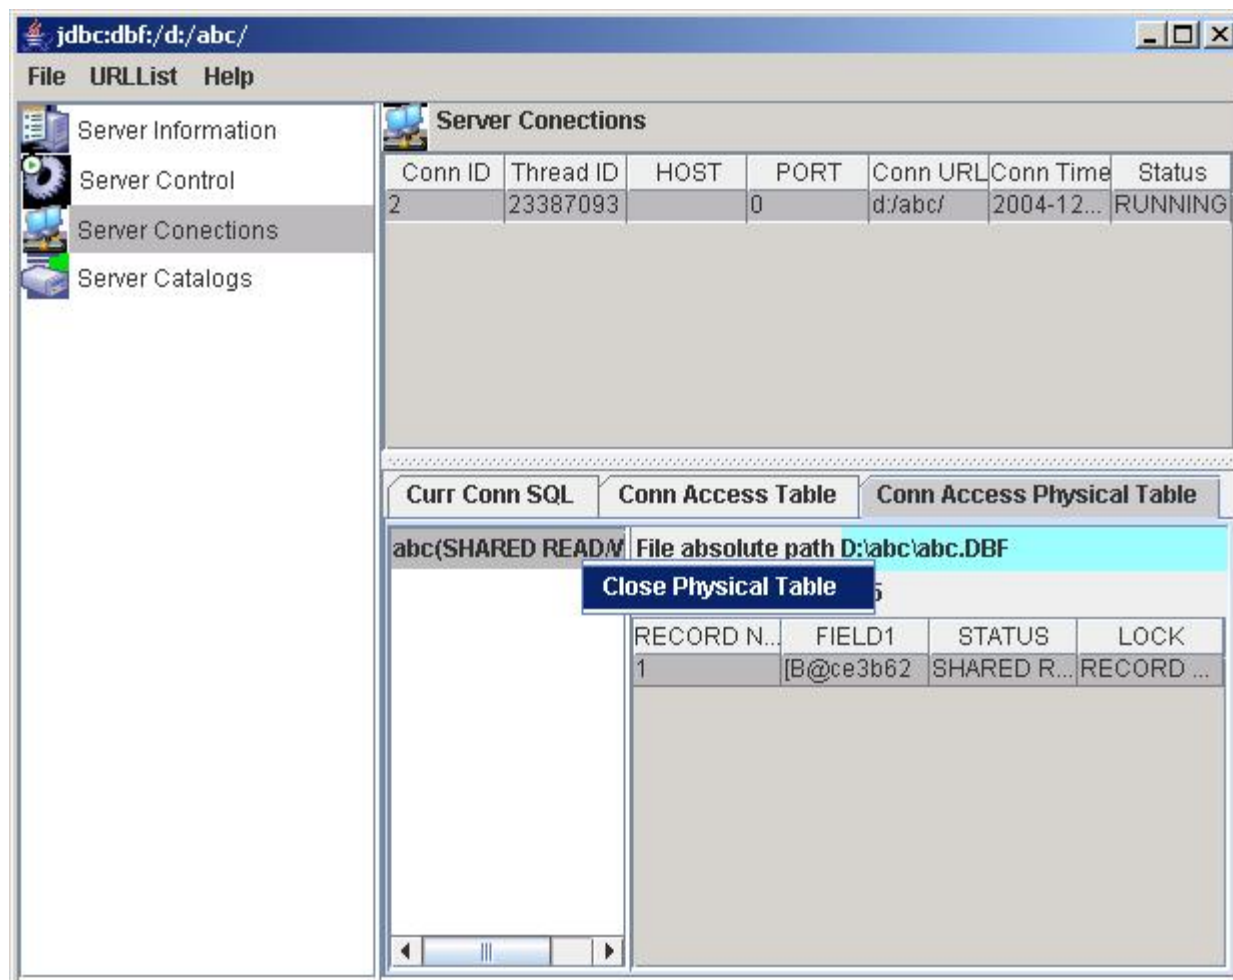 jdbc:dbf:/d:/abc/
File URLList Help
Server Information
Server Control
Server Conections
Server Catalogs
Server Conections
Conn ID Thread ID HOST PORT Conn URL Conn Time Status
2 23387093 0 d:/abc/ 2004-12... RUNNING
Curr Conn SQL Conn Access Table Conn Access Physical Table
abc(SHARED READ/ File absolute path D:\abc\abc.DBF
Close Physical Table
RECORD N... FIELD1 STATUS LOCK
1 [B@ce3b62 SHARED R... RECORD ...